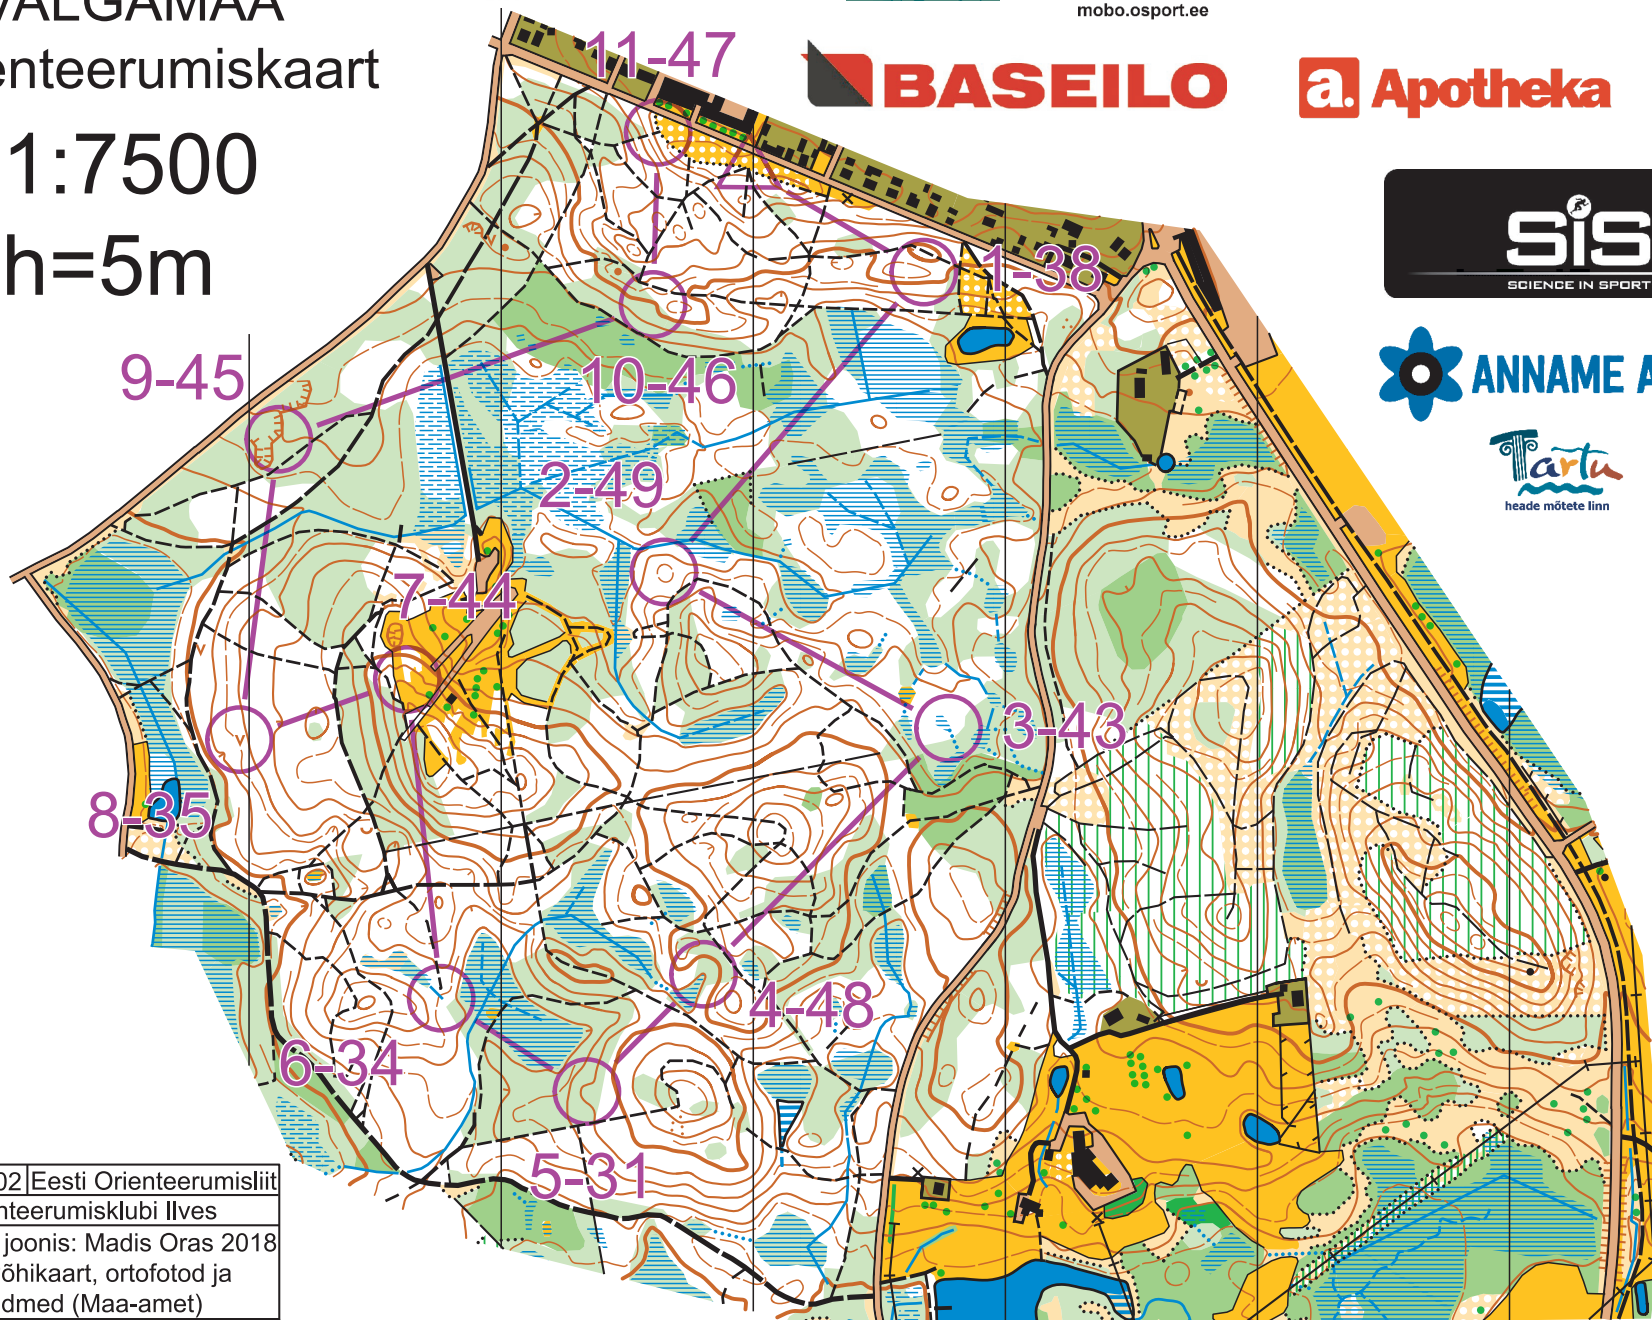 VALGAMAA
enteerumiskaart
1:7500
h=5m
mobo.osport.ee
BASEILO
a. Apotheka
SiS
SCIENCE IN SPORT
ANNAME A
Tartu
heade mõtete linn
11-47
1-38
9-45
10-46
2-49
7-44
3-43
8-35
4-48
6-34
5-31
02 Eesti Orienteerumisliit
nteerumisklubi Ilves
joonis: Madis Oras 2018
õhikaart, ortofotod ja
dmed (Maa-amet)